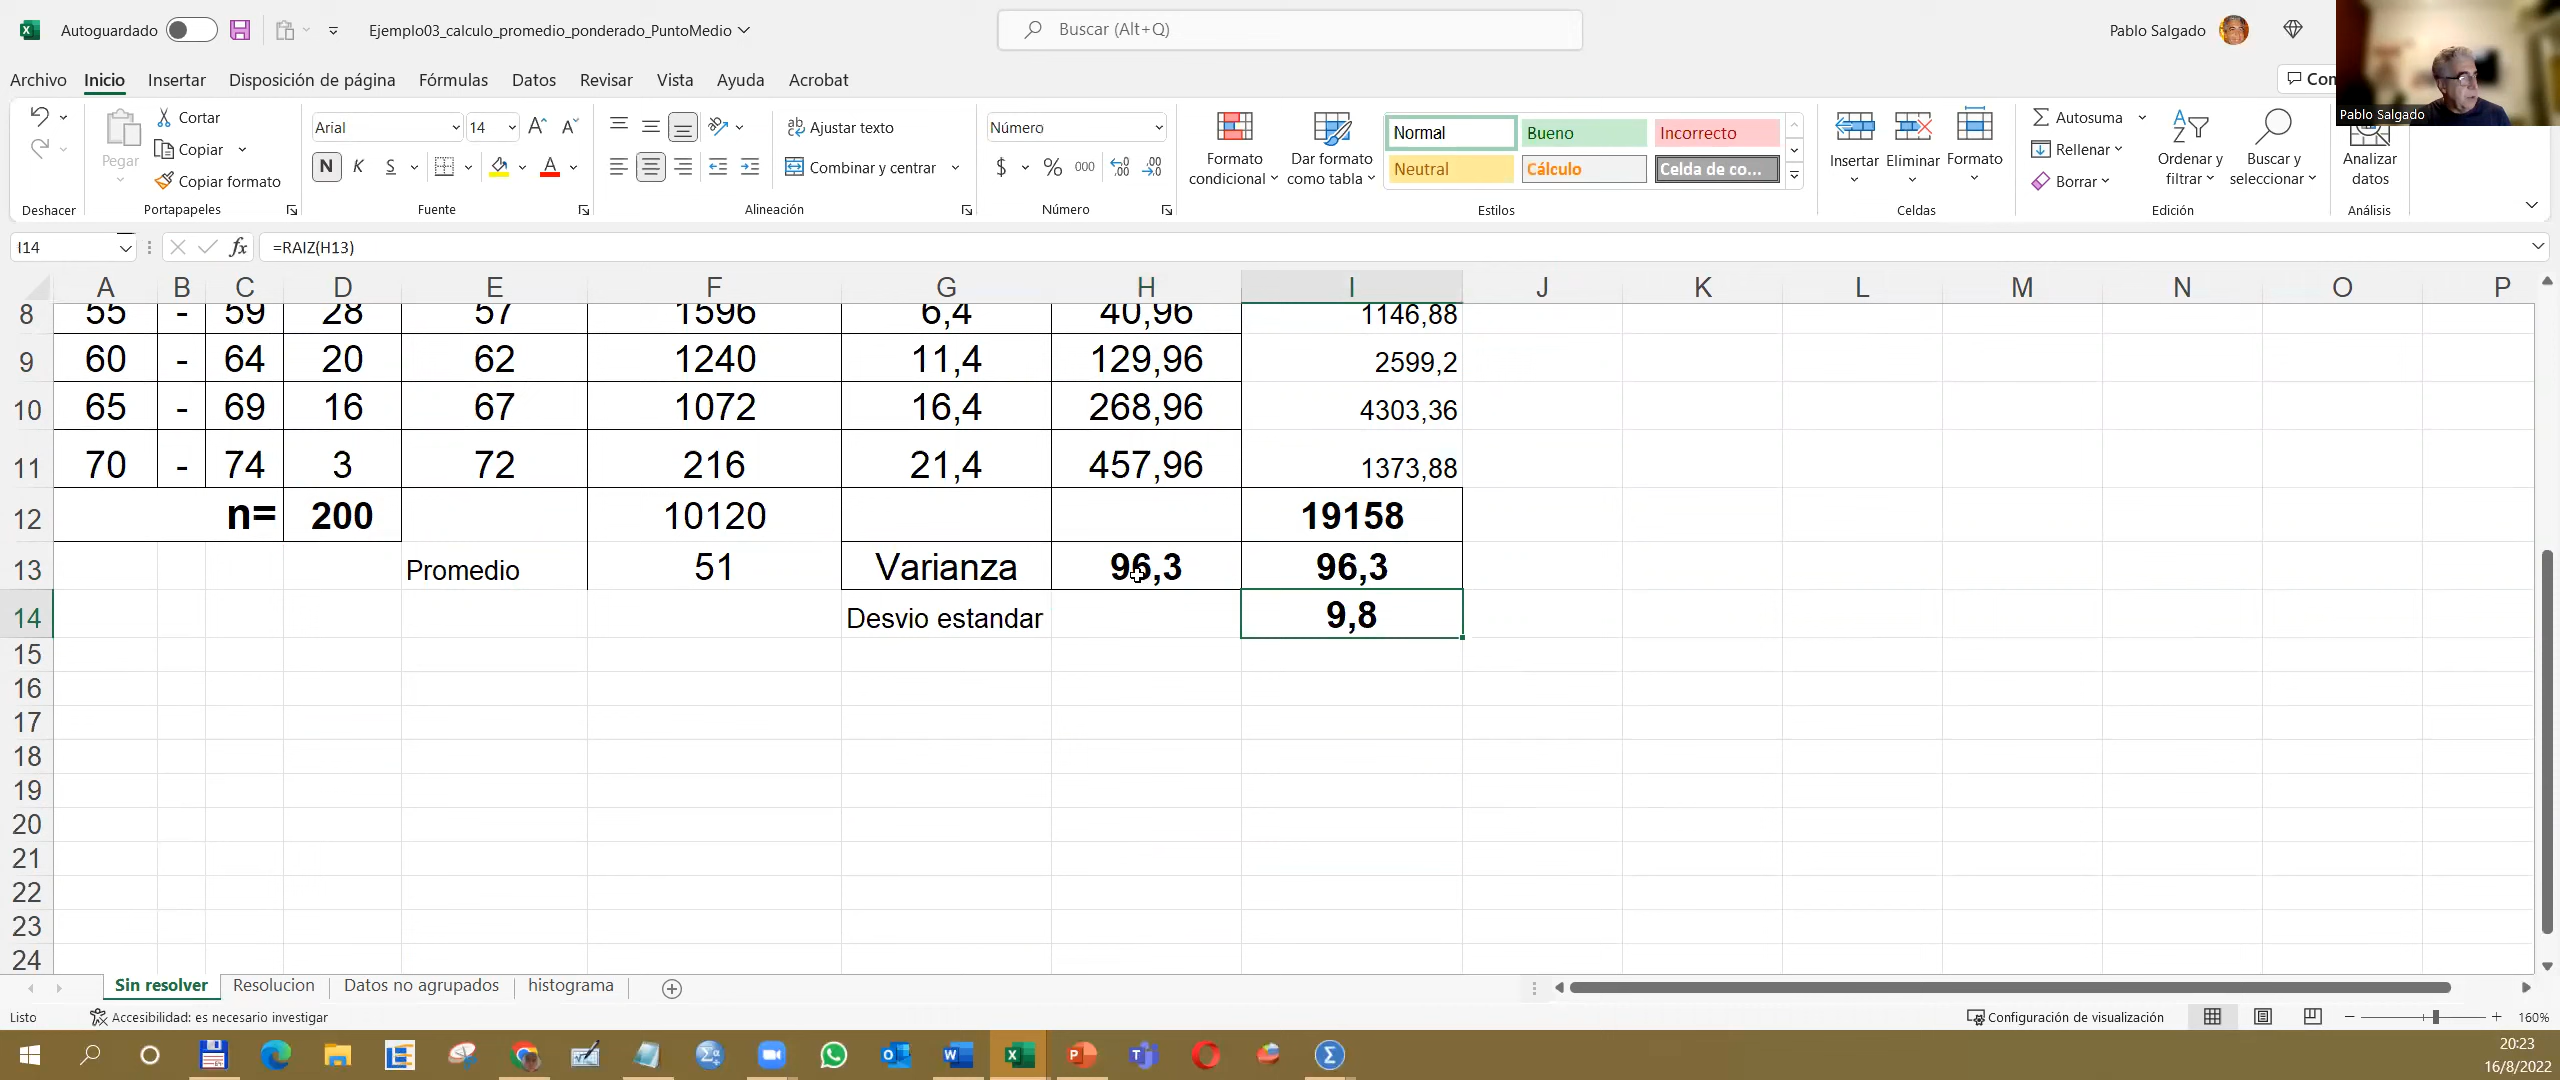 Autoguardado
Ejemplo03_calculo_promedio_ponderado_PuntoMedio
Buscar (Alt+Q)
Pablo Salgado
Archivo Inicio Insertar Disposición de página Fórmulas Datos Revisar Vista Ayuda Acrobat
Com
Pegar
Cortar
Copiar
Copiar formato
Arial 14
N K S
Ajustar texto
Combinar y centrar
Número
$ % 000
Formato condicional
Dar formato como tabla
Normal Bueno Incorrecto
Neutral Cálculo Celda de co...
Insertar Eliminar Formato
Autosuma
Rellenar
Borrar
Ordenar y filtrar
Buscar y seleccionar
Analizar datos
Pablo Salgado
Deshacer Portapapeles Fuente Alineación Número Estilos Celdas Edición Análisis
I14 fx =RAIZ(H13)
A B C D E F G H I J K L M N O P
8 55 - 59 28 57 1596 6,4 40,96 1146,88
9 60 - 64 20 62 1240 11,4 129,96 2599,2
10 65 - 69 16 67 1072 16,4 268,96 4303,36
11 70 - 74 3 72 216 21,4 457,96 1373,88
12 n= 200 10120 19158
13 Promedio 51 Varianza 96,3 96,3
14 Desvio estandar 9,8
15
16
17
18
19
20
21
22
23
24
Sin resolver Resolucion Datos no agrupados histograma
Listo Accesibilidad: es necesario investigar Configuración de visualización 160%
20:23
16/8/2022